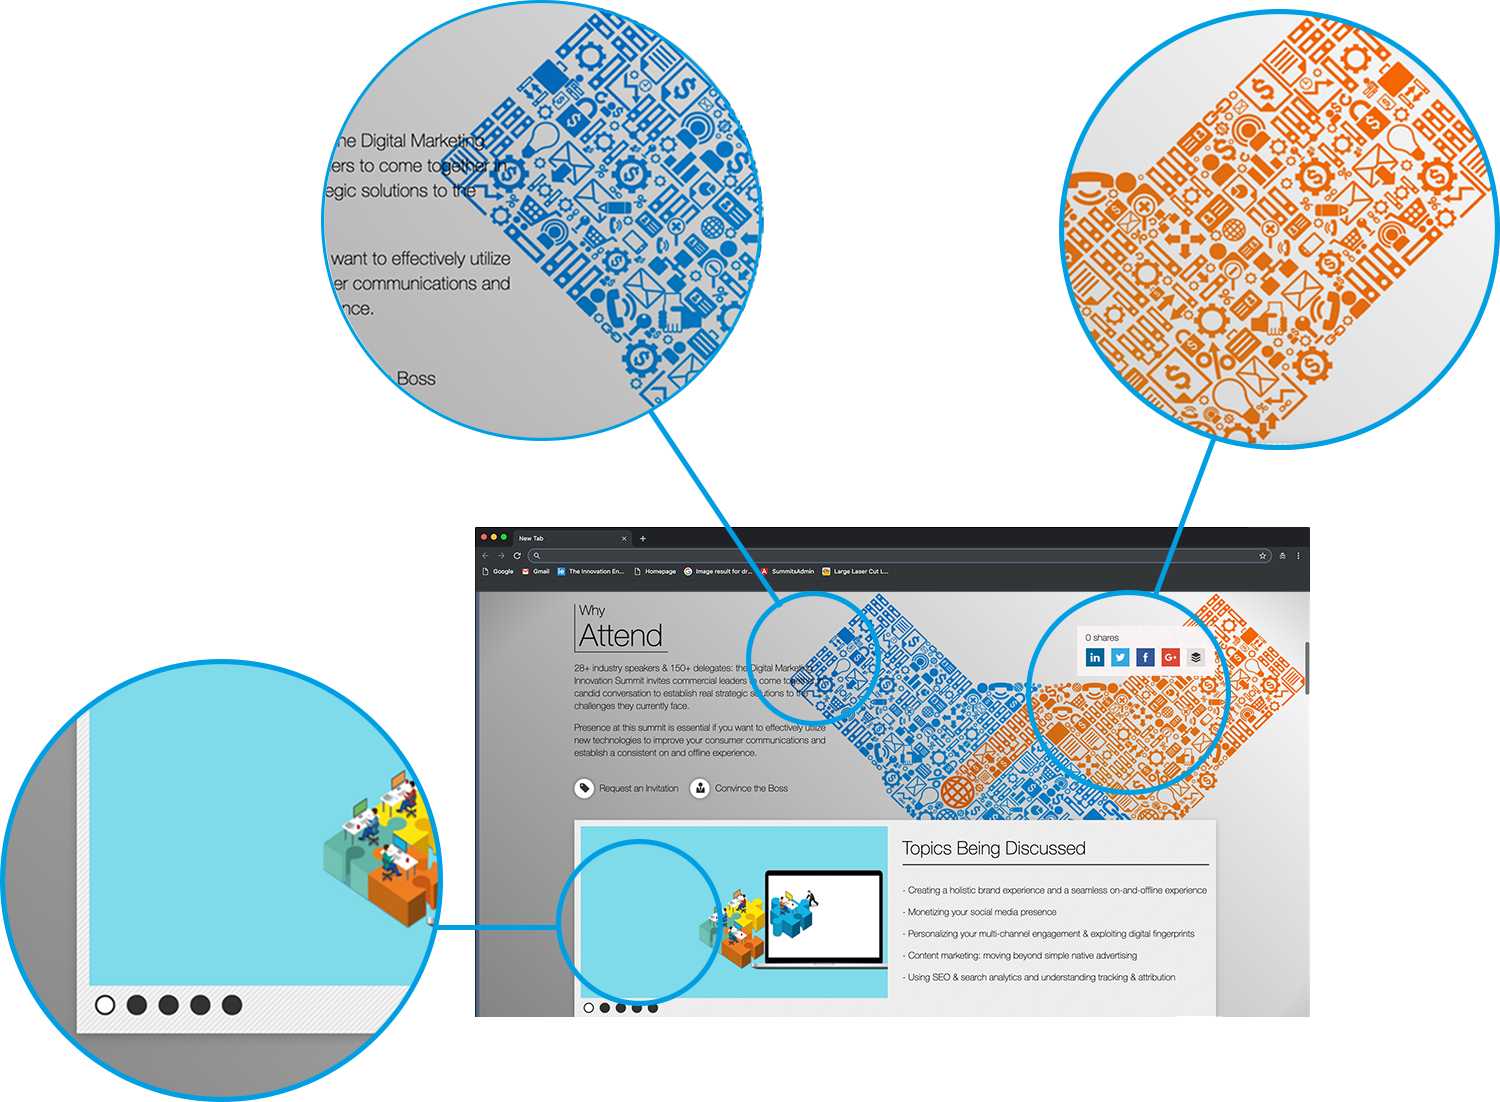 he Digital Marketing
ers to come together in
egic solutions to the
want to effectively utilize
er communications and
nce.
Boss
New Tab
Google
Gmail
The Innovation En...
Homepage
Image result for dr...
SummitsAdmin
Large Laser Cut L...
Why
Attend
0 shares
28+ industry speakers & 150+ delegates: the Digital Marketing
Innovation Summit invites commercial leaders to come together in
candid conversation to establish real strategic solutions to the
challenges they currently face.
Presence at this summit is essential if you want to effectively utilize
new technologies to improve your consumer communications and
establish a consistent on and offline experience.
Request an Invitation
Convince the Boss
Topics Being Discussed
- Creating a holistic brand experience and a seamless on-and-offline experience
- Monetizing your social media presence
- Personalizing your multi-channel engagement & exploiting digital fingerprints
- Content marketing: moving beyond simple native advertising
- Using SEO & search analytics and understanding tracking & attribution